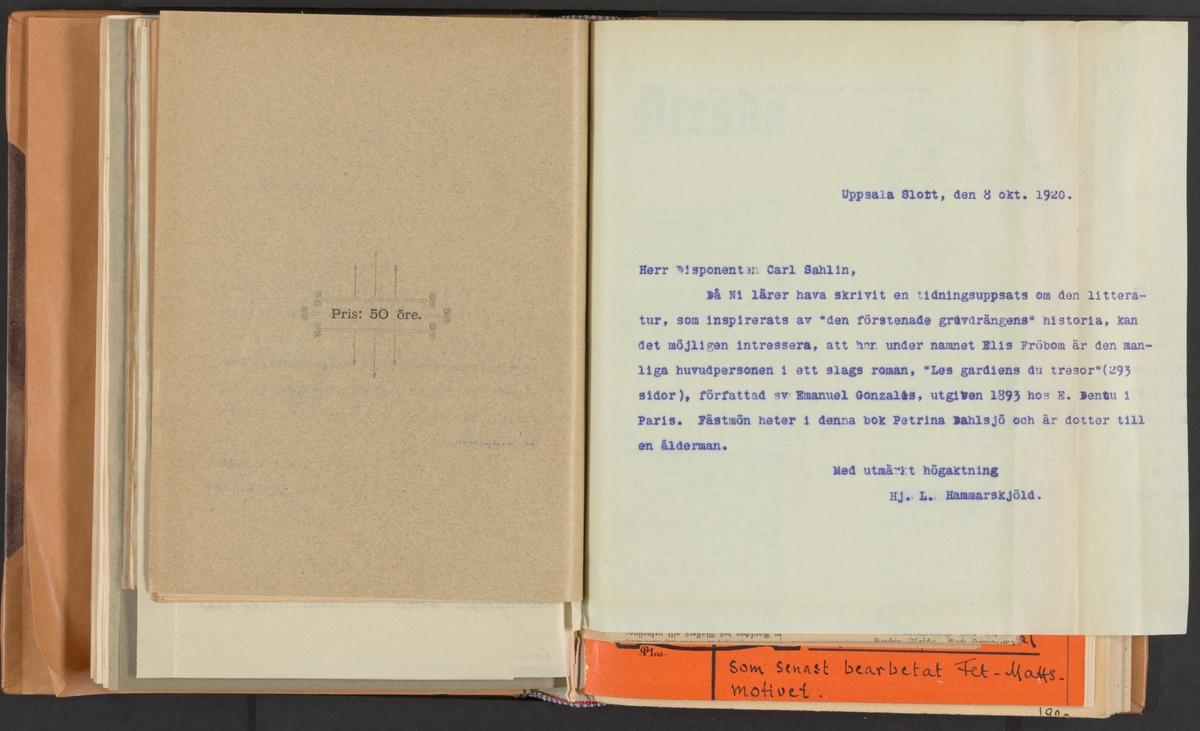 Pris: 50 öre.
Uppsala Slott, den 8 okt. 1920.
Herr Disponenten Carl Sahlin,
Då Ni lärer hava skrivit en tidningsuppsats om den littera-
tur, som inspirerats av "den förstenade gruvdrängens" historia, kan
det möjligen intressera, att han under namnet Elis Fröbom är den man-
liga huvudpersonen i ett slags roman, "Les gardiens du tresor"(293
sidor), författad av Emanuel Gonzalès, utgiven 1893 hos E. Dentu i
Paris. Fästmön heter i denna bok Petrina Dahlsjö och är dotter till
en ålderman.
Med utmärkt högaktning
Hj. L. Hammarskjöld.
som senast bearbetat Fet-Matts-
motivet.